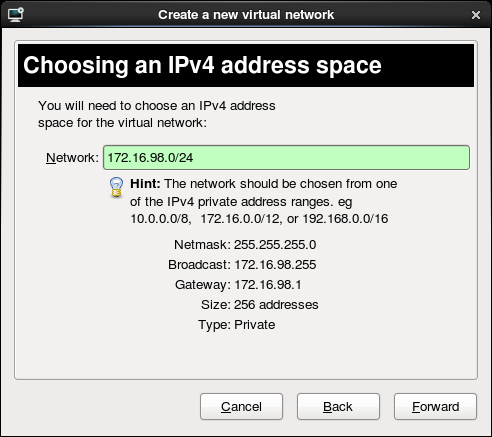 Create a new virtual network
Choosing an IPv4 address space
You will need to choose an IPv4 address
space for the virtual network:
Network: 172.16.98.0/24
Hint: The network should be chosen from one
of the IPv4 private address ranges. eg
10.0.0.0/8, 172.16.0.0/12, or 192.168.0.0/16
Netmask: 255.255.255.0
Broadcast: 172.16.98.255
Gateway: 172.16.98.1
Size: 256 addresses
Type: Private
Cancel Back Forward